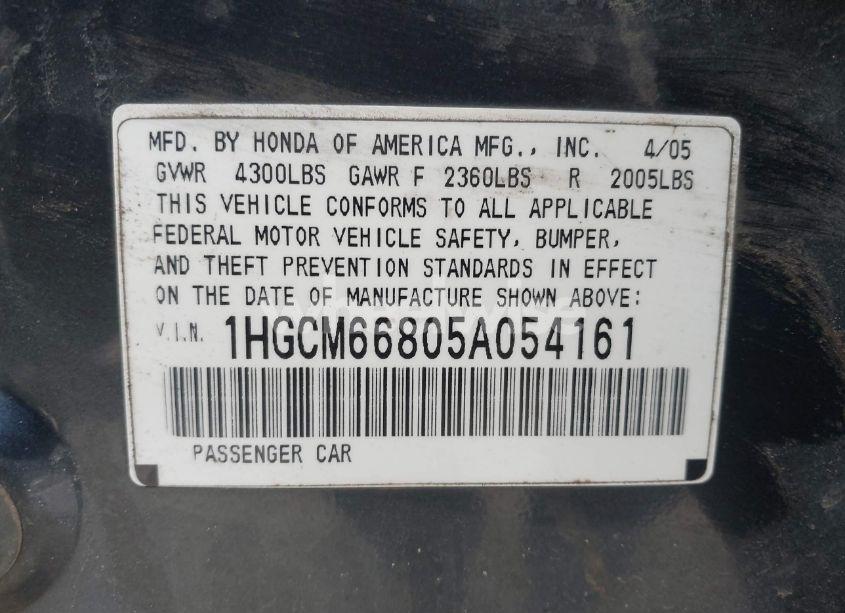 MFD. BY HONDA OF AMERICA MFG., INC. 4/05
GVWR 4300LBS GAWR F 2360LBS R 2005LBS
THIS VEHICLE CONFORMS TO ALL APPLICABLE
FEDERAL MOTOR VEHICLE SAFETY, BUMPER,
AND THEFT PREVENTION STANDARDS IN EFFECT
ON THE DATE OF MANUFACTURE SHOWN ABOVE:
V.I.N. 1HGCM66805A054161
PASSENGER CAR